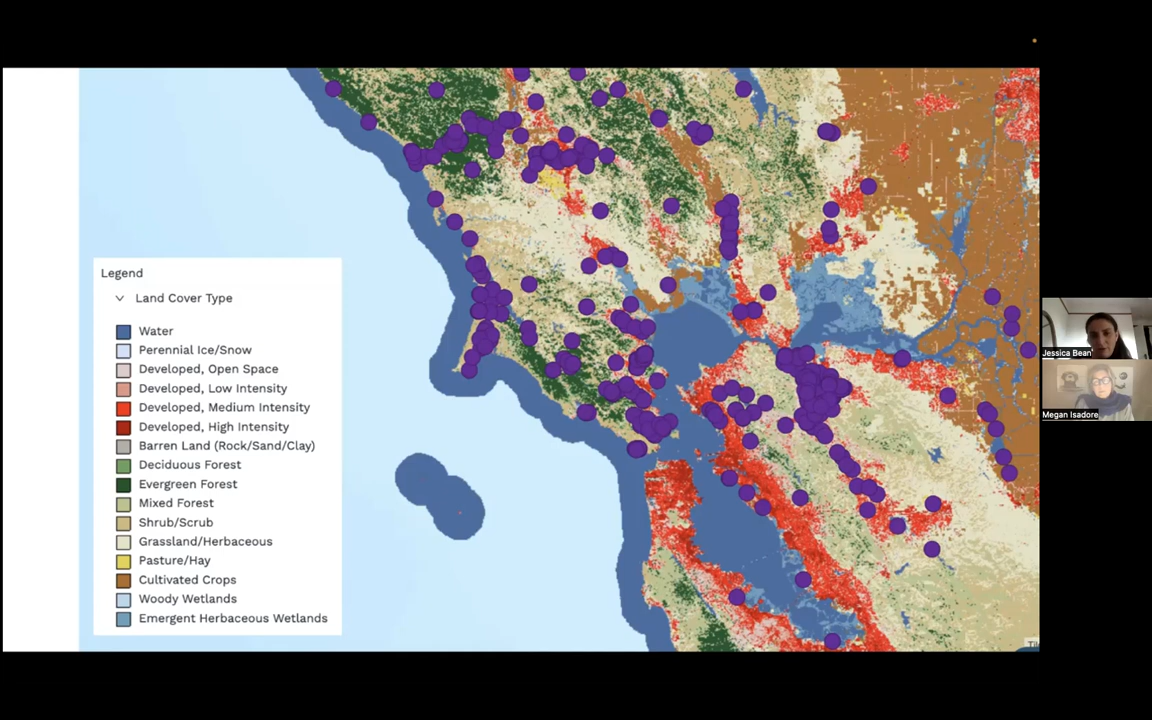 Legend
Land Cover Type
Water
Perennial Ice/Snow
Developed, Open Space
Developed, Low Intensity
Developed, Medium Intensity
Developed, High Intensity
Barren Land (Rock/Sand/Clay)
Deciduous Forest
Evergreen Forest
Mixed Forest
Shrub/Scrub
Grassland/Herbaceous
Pasture/Hay
Cultivated Crops
Woody Wetlands
Emergent Herbaceous Wetlands
Jessica Bean
Megan Isadore